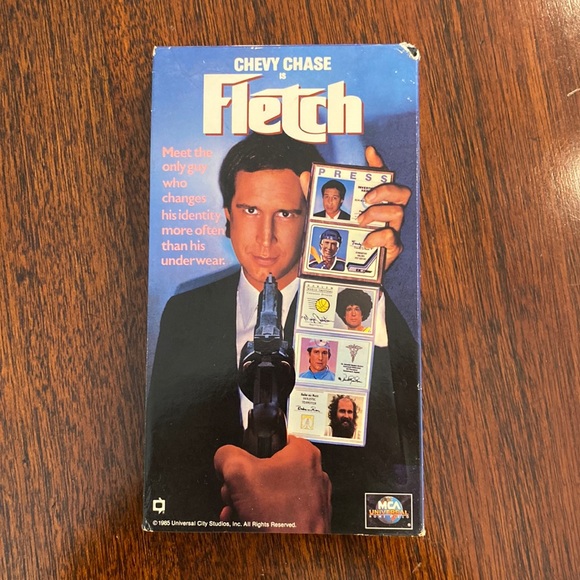 CHEVY CHASE
IS
Fletch
Meet the
only guy
who
changes
his identity
more often
than his
underwear.
PRESS
MCA
UNIVERSAL
©1985 Universal City Studios, Inc. All Rights Reserved.